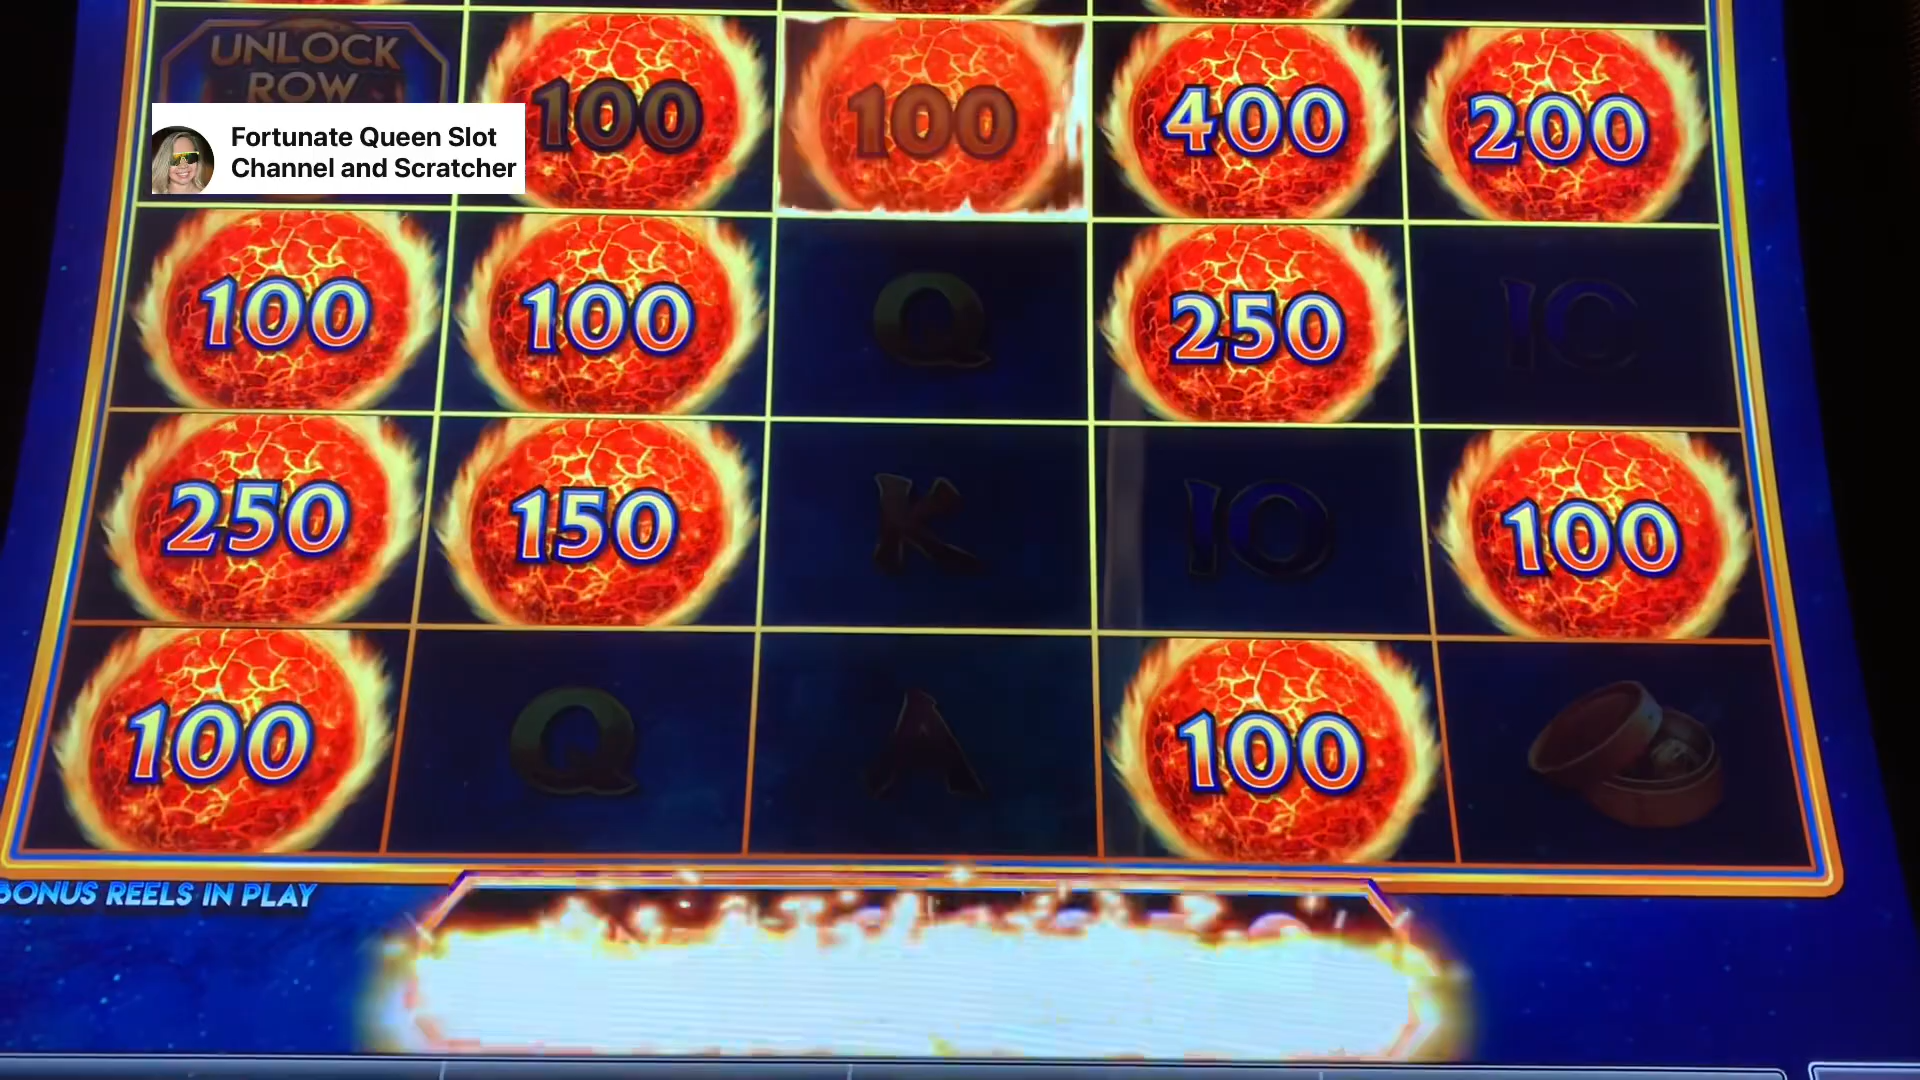 UNLOCK
ROW
Fortunate Queen Slot
Channel and Scratcher
100 100 400 200
100 100 Q 250 10
250 150 K 10 100
100 Q A 100
BONUS REELS IN PLAY